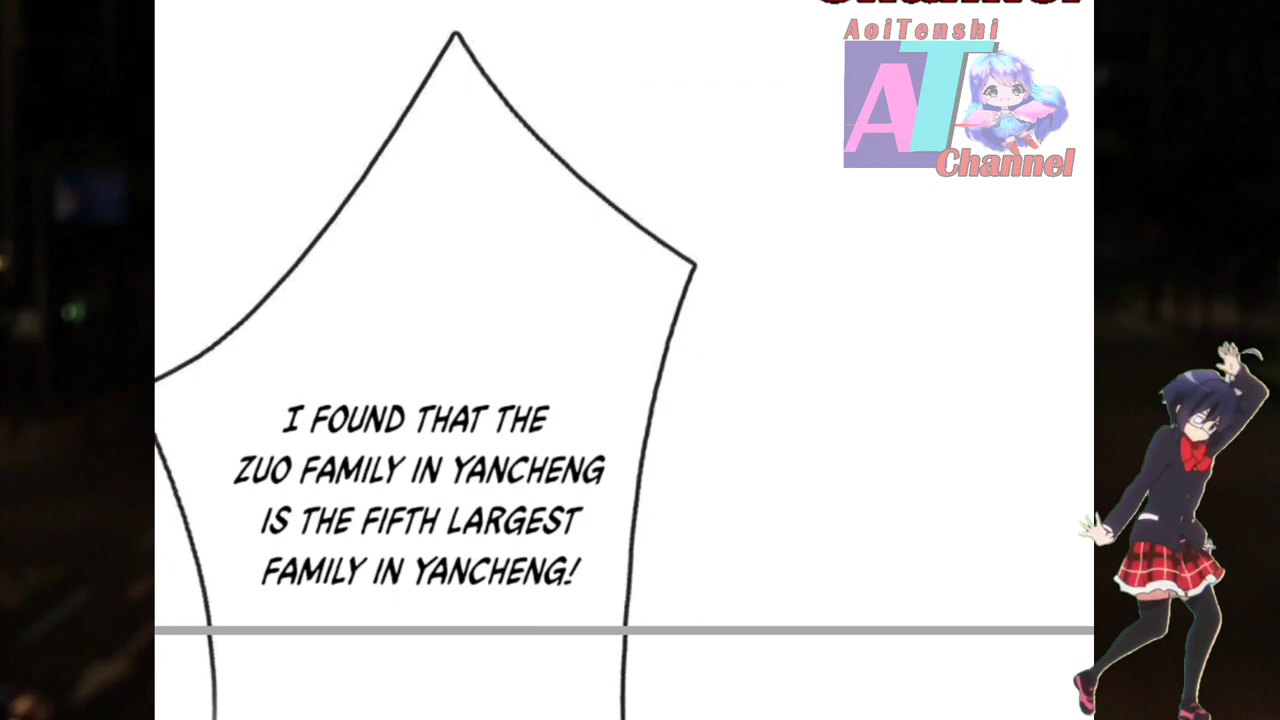 AoiTenshi
AT
Channel
I FOUND THAT THE
ZUO FAMILY IN YANCHENG
IS THE FIFTH LARGEST
FAMILY IN YANCHENG!